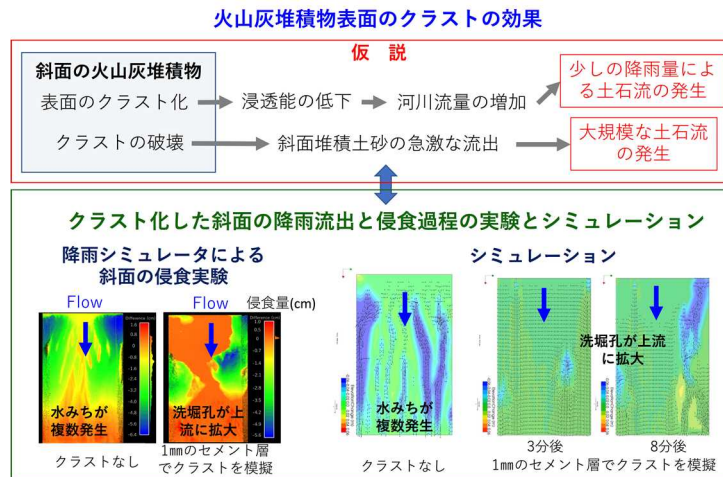 火山灰堆積物表面のクラストの効果
仮　説
斜面の火山灰堆積物
表面のクラスト化
浸透能の低下
河川流量の増加
少しの降雨量による土石流の発生
クラストの破壊
斜面堆積土砂の急激な流出
大規模な土石流の発生
クラスト化した斜面の降雨流出と侵食過程の実験とシミュレーション
降雨シミュレータによる
斜面の侵食実験
シミュレーション
Flow
Flow
侵食量(cm)
水みちが
複数発生
洗堀孔が上
流に拡大
クラストなし
1㎜のセメント層
でクラストを模擬
水みちが
複数発生
洗堀孔が上流
に拡大
クラストなし
3分後
8分後
1㎜のセメント層でクラストを模擬